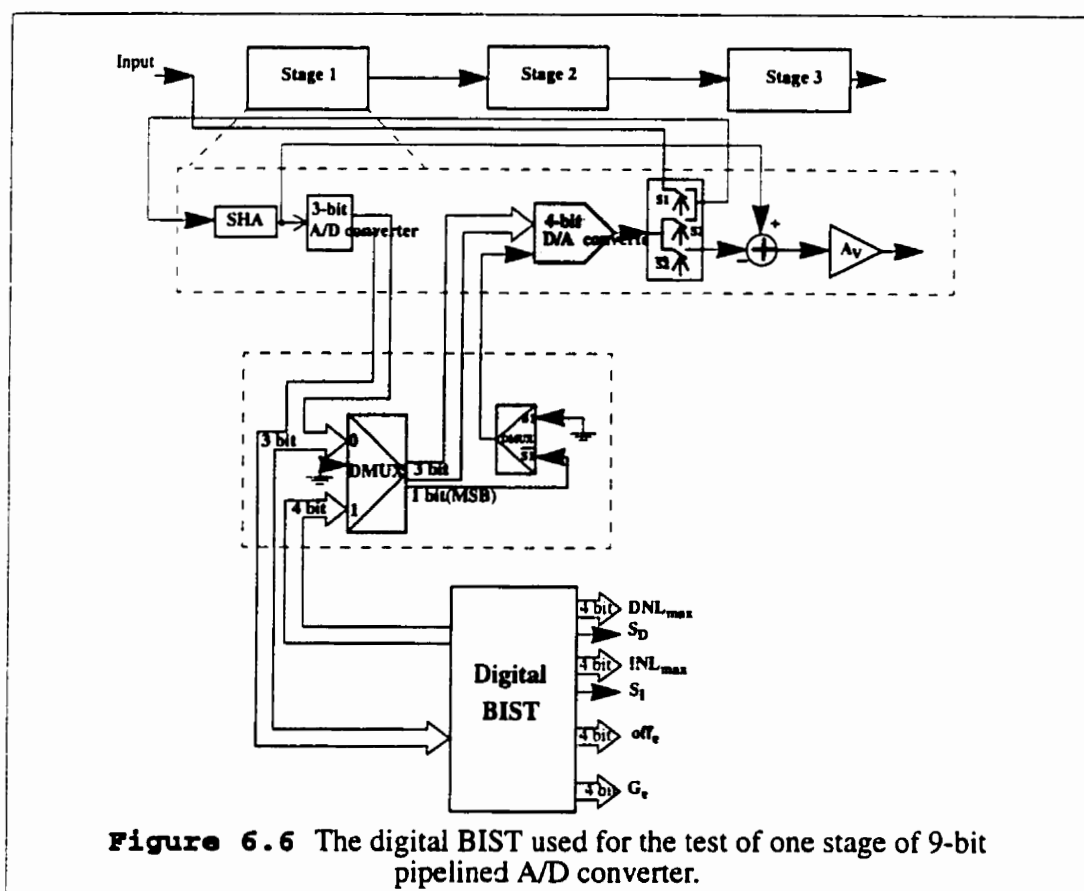 Input
Stage 1
Stage 2
Stage 3
SHA
3-bit
A/D converter
4-bit
D/A converter
S1
S2
S2
+
−
AV
3 bit
0
DMUX
3 bit
1 bit(MSB)
4 bit
1
S1
DMUX
S1
Digital
BIST
4 bit DNLmax
SD
4 bit INLmax
SI
4 bit offe
4 bit Ge
Figure 6.6 The digital BIST used for the test of one stage of 9-bit
pipelined A/D converter.